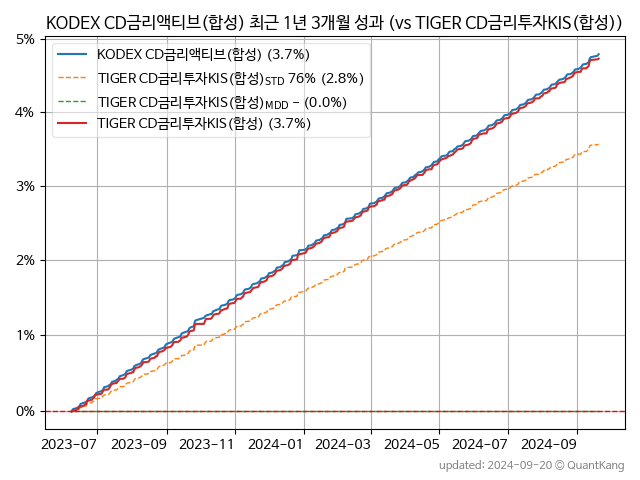 KODEX CD금리액티브(합성) 최근 1년 3개월 성과 (vs TIGER CD금리투자KIS(합성))
5%
4%
3%
2%
1%
0%
KODEX CD금리액티브(합성) (3.7%)
TIGER CD금리투자KIS(합성)STD 76% (2.8%)
TIGER CD금리투자KIS(합성)MDD − (0.0%)
TIGER CD금리투자KIS(합성) (3.7%)
2023−07 2023−09 2023−11 2024−01 2024−03 2024−05 2024−07 2024−09
updated: 2024-09-20 © QuantKang